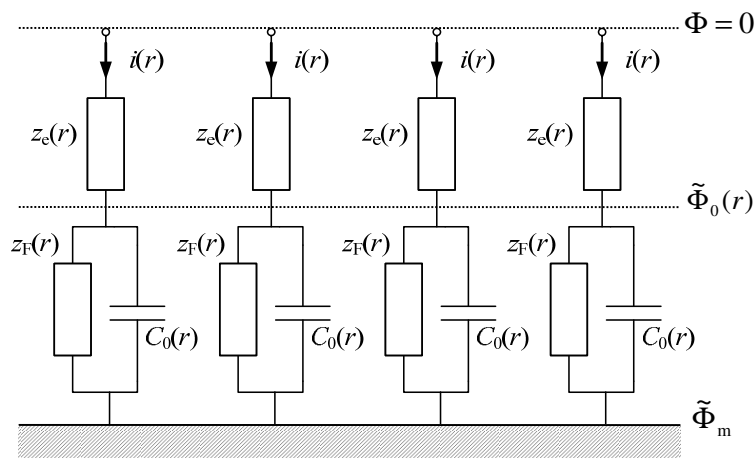 Φ = 0
i(r) i(r) i(r) i(r)
z_e(r) z_e(r) z_e(r) z_e(r)
Φ̃_0(r)
z_F(r) z_F(r) z_F(r) z_F(r)
C_0(r) C_0(r) C_0(r) C_0(r)
Φ̃_m